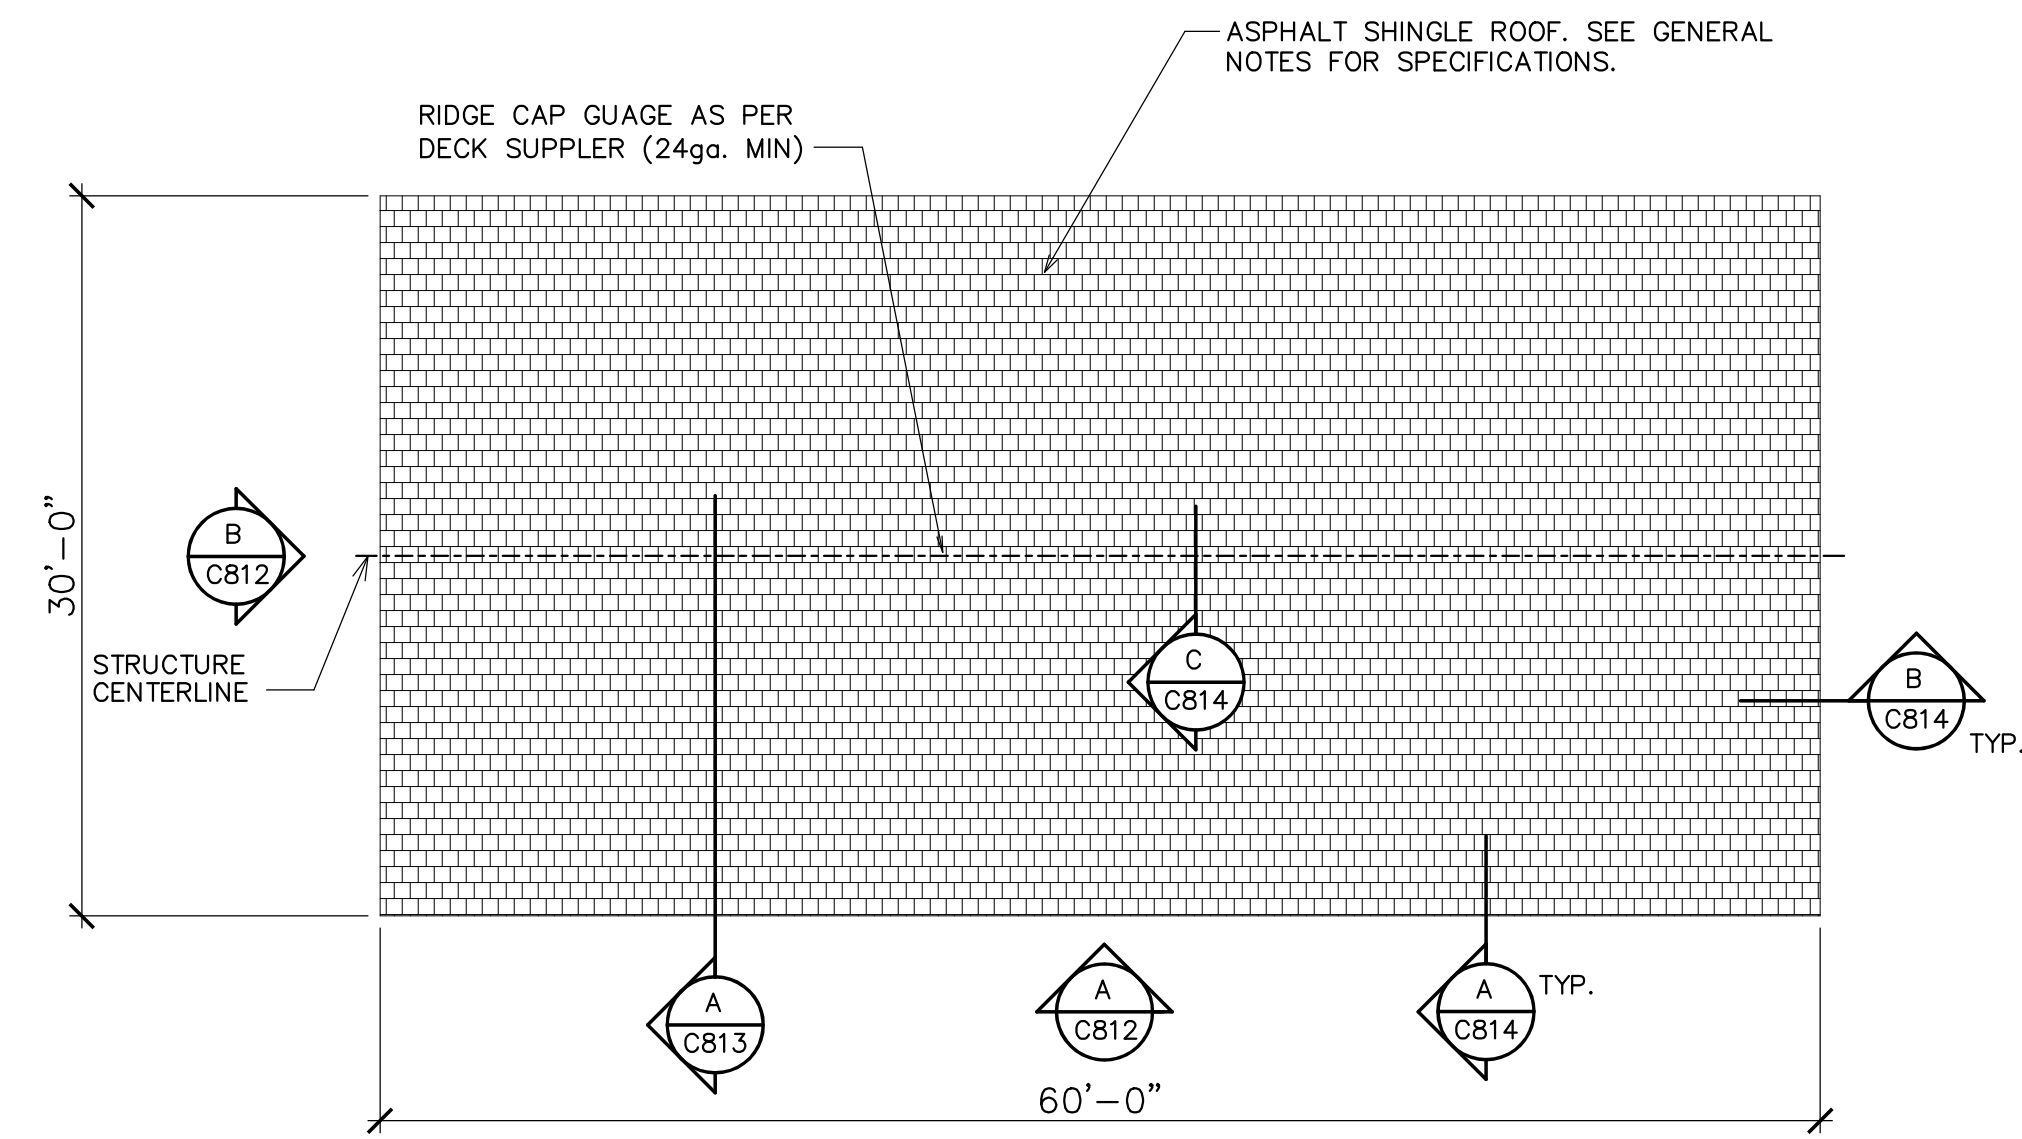 ASPHALT SHINGLE ROOF. SEE GENERAL
NOTES FOR SPECIFICATIONS.
RIDGE CAP GUAGE AS PER
DECK SUPPLER (24ga. MIN)
30'-0"
B
C812
STRUCTURE
CENTERLINE
C
C814
B
C814
TYP.
A
C813
A
C812
A
C814
TYP.
60'-0"